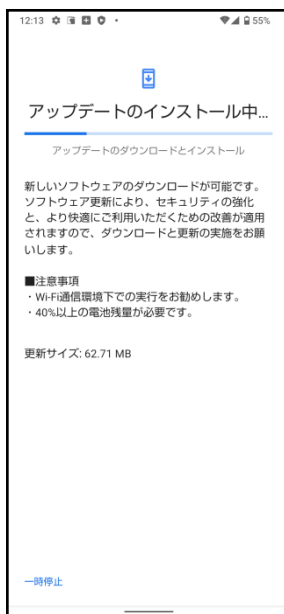 12:13 55%
アップデートのインストール中...
アップデートのダウンロードとインストール
新しいソフトウェアのダウンロードが可能です。
ソフトウェア更新により、セキュリティの強化
と、より快適にご利用いただくための改善が適用
されますので、ダウンロードと更新の実施をお願
いします。
■注意事項
・Wi-Fi通信環境下での実行をお勧めします。
・40%以上の電池残量が必要です。
更新サイズ: 62.71 MB
一時停止